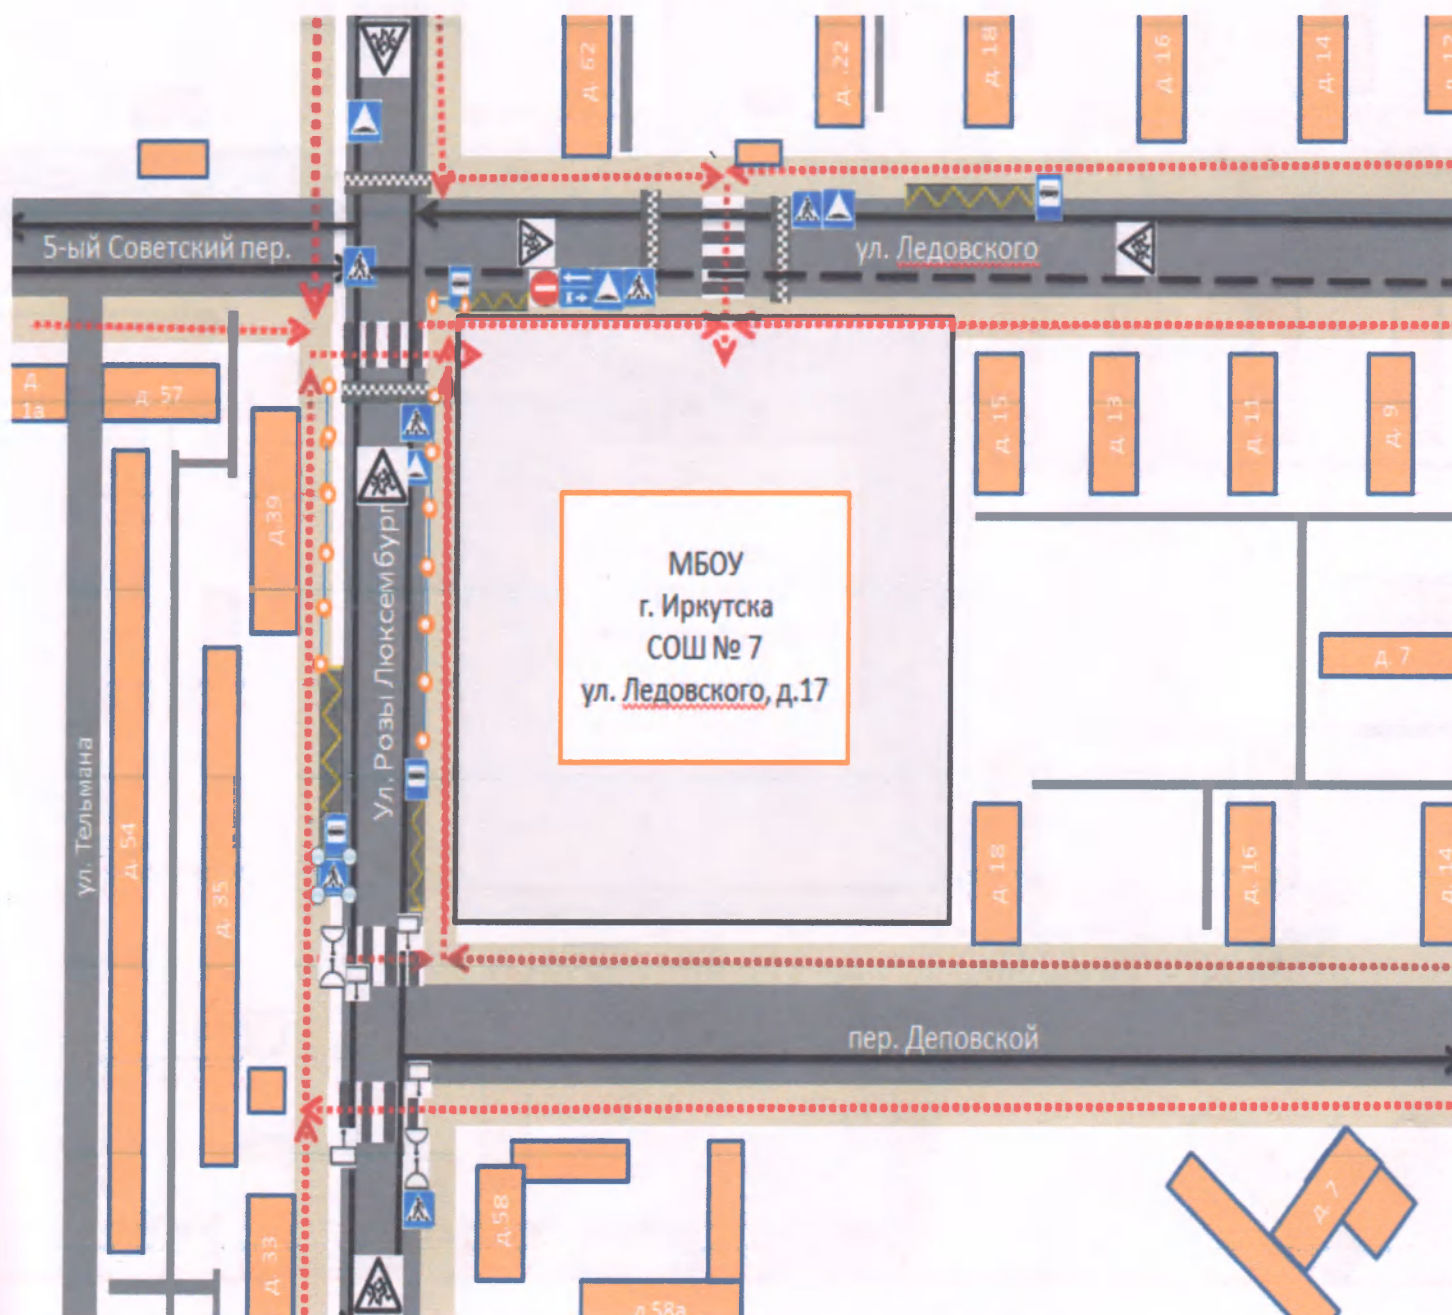 д. 62
д. 22
д. 18
д. 16
д. 14
д. 12
5-ый Советский пер.
ул. Ледовского
д. 1а
д. 57
д.39
д. 15
д. 13
д. 11
д. 9
МБОУ
г. Иркутска
СОШ № 7
ул. Ледовского, д.17
Ул. Розы Люксембург
д. 7
ул. Тельмана
д. 54
д. 35
д. 18
д. 16
д. 14
пер. Деповской
д. 33
д.58
д.58а
д. 7